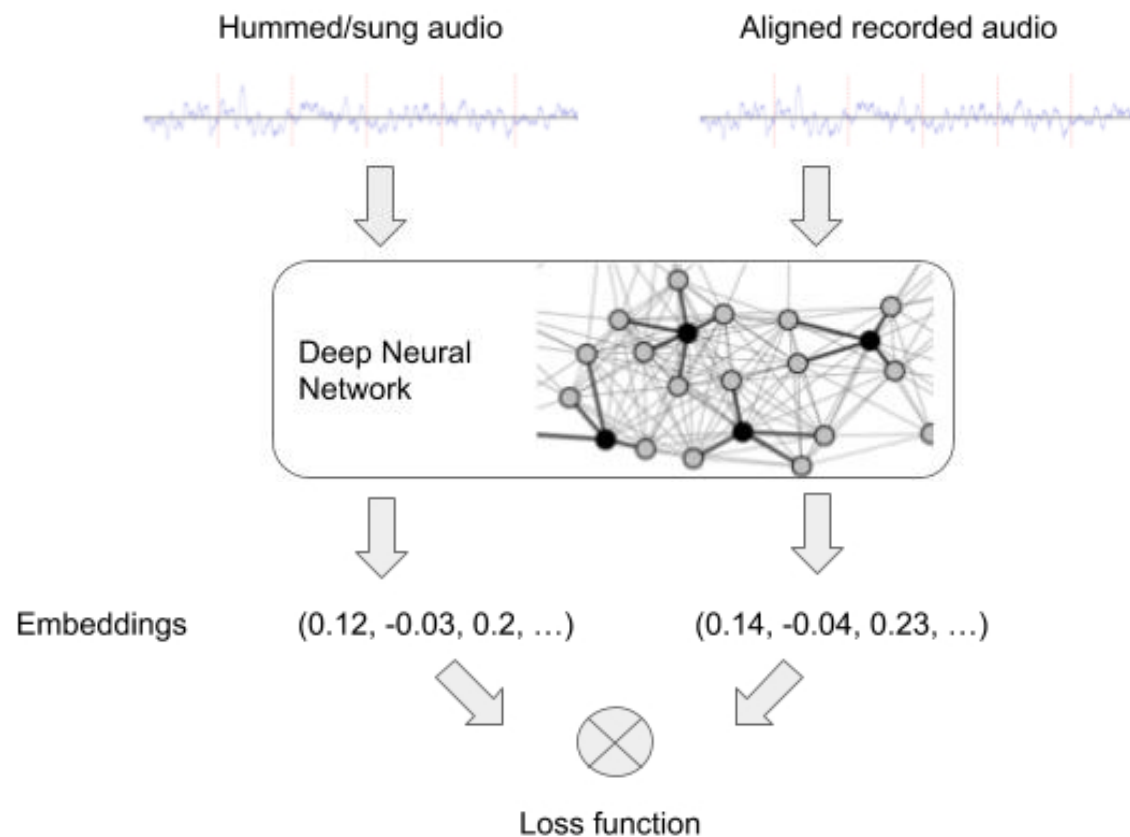 Hummed/sung audio
Aligned recorded audio
Deep Neural
Network
Embeddings
(0.12, -0.03, 0.2, …)
(0.14, -0.04, 0.23, …)
Loss function